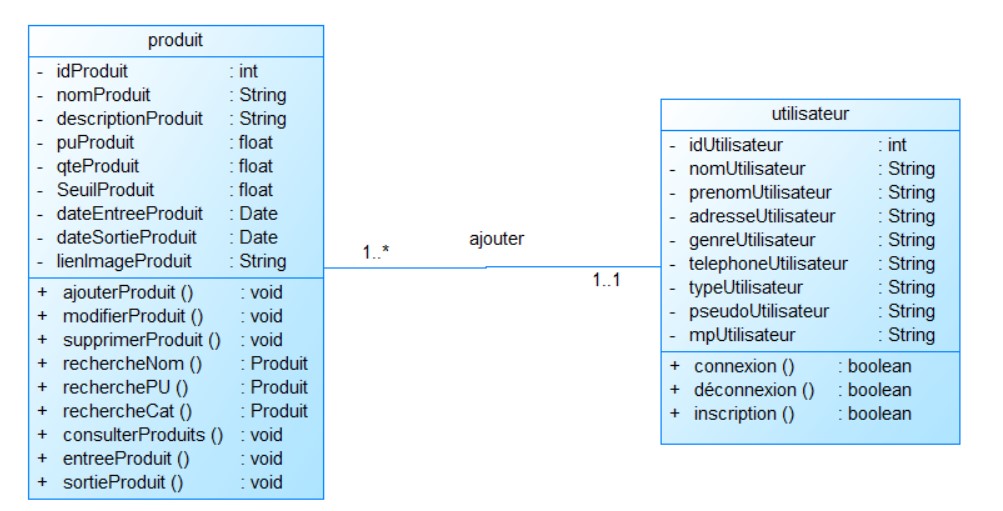 produit
- idProduit : int
- nomProduit : String
- descriptionProduit : String
- puProduit : float
- qteProduit : float
- SeuilProduit : float
- dateEntreeProduit : Date
- dateSortieProduit : Date
- lienImageProduit : String
+ ajouterProduit () : void
+ modifierProduit () : void
+ supprimerProduit () : void
+ rechercheNom () : Produit
+ recherchePU () : Produit
+ rechercheCat () : Produit
+ consulterProduits () : void
+ entreeProduit () : void
+ sortieProduit () : void
1..*
ajouter
1..1
utilisateur
- idUtilisateur : int
- nomUtilisateur : String
- prenomUtilisateur : String
- adresseUtilisateur : String
- genreUtilisateur : String
- telephoneUtilisateur : String
- typeUtilisateur : String
- pseudoUtilisateur : String
- mpUtilisateur : String
+ connexion () : boolean
+ déconnexion () : boolean
+ inscription () : boolean